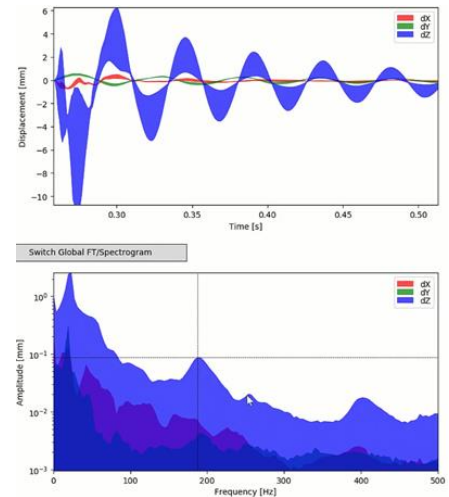 6
4
2
0
-2
-4
-6
-8
-10
Displacement [mm]
dX
dY
dZ
0.30
0.35
0.40
0.45
0.50
Time [s]
Switch Global FT/Spectrogram
10⁰
10⁻¹
10⁻²
10⁻³
Amplitude [mm]
dX
dY
dZ
0
100
200
300
400
500
Frequency [Hz]